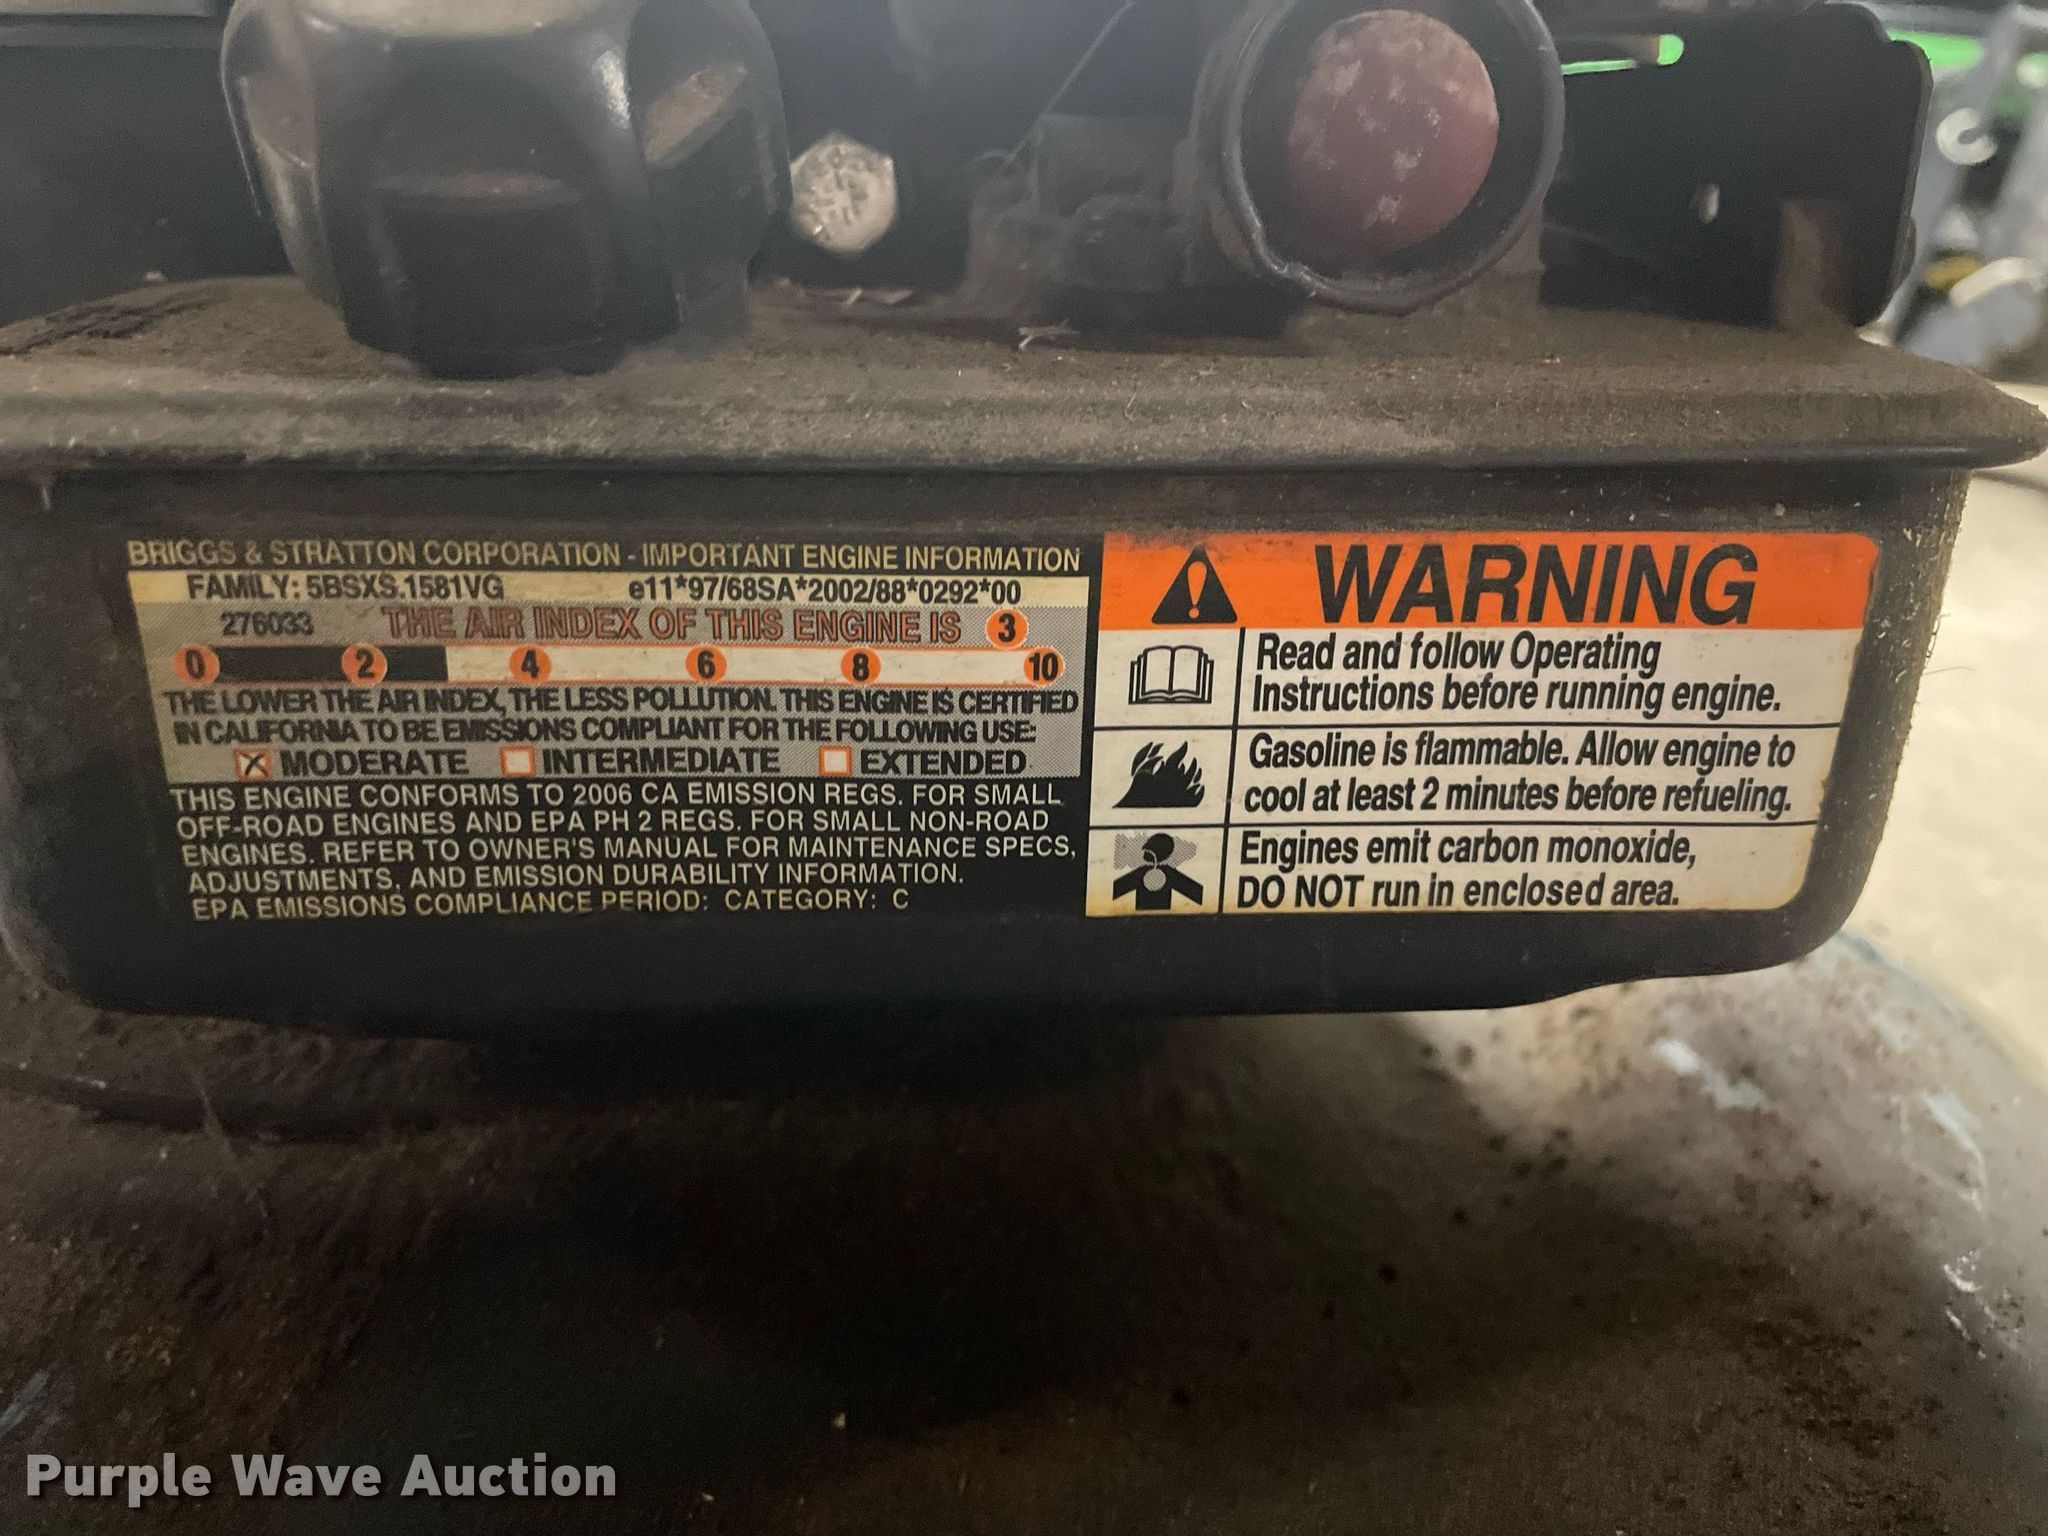 BRIGGS & STRATTON CORPORATION - IMPORTANT ENGINE INFORMATION
FAMILY: 5BSXS.1581VG e11*97/68SA*2002/88*0292*00
276033 THE AIR INDEX OF THIS ENGINE IS 3
0 2 4 6 8 10
THE LOWER THE AIR INDEX, THE LESS POLLUTION. THIS ENGINE IS CERTIFIED
IN CALIFORNIA TO BE EMISSIONS COMPLIANT FOR THE FOLLOWING USE:
MODERATE INTERMEDIATE EXTENDED
THIS ENGINE CONFORMS TO 2006 CA EMISSION REGS. FOR SMALL
OFF-ROAD ENGINES AND EPA PH 2 REGS. FOR SMALL NON-ROAD
ENGINES. REFER TO OWNER'S MANUAL FOR MAINTENANCE SPECS,
ADJUSTMENTS, AND EMISSION DURABILITY INFORMATION.
EPA EMISSIONS COMPLIANCE PERIOD: CATEGORY: C
WARNING
Read and follow Operating
Instructions before running engine.
Gasoline is flammable. Allow engine to
cool at least 2 minutes before refueling.
Engines emit carbon monoxide,
DO NOT run in enclosed area.
Purple Wave Auction